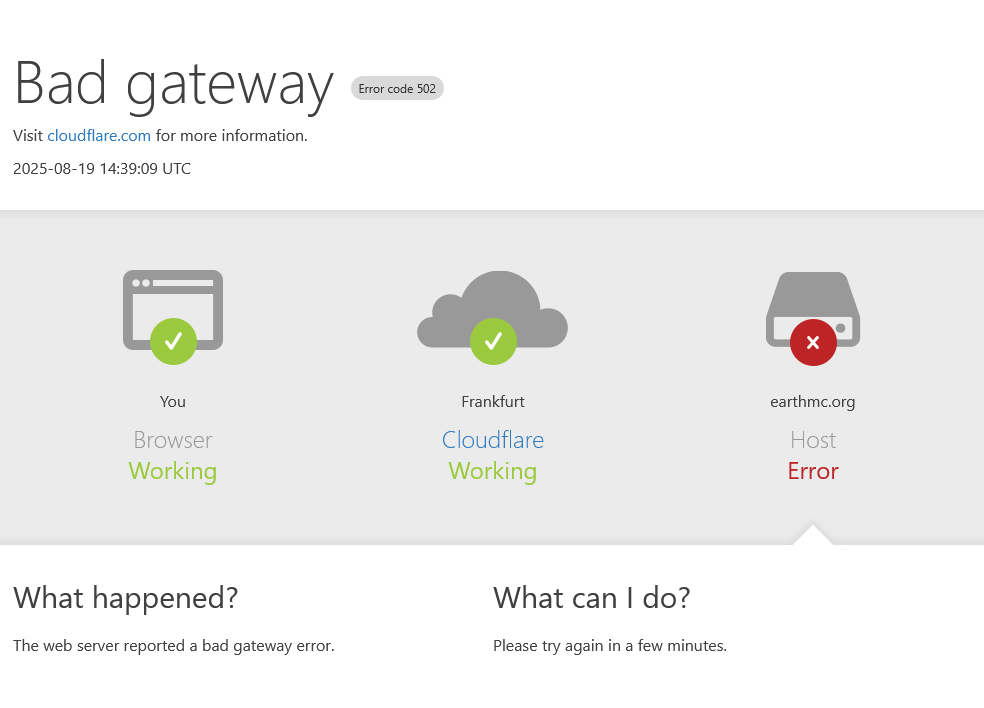 Bad gateway Error code 502
Visit cloudflare.com for more information.
2025-08-19 14:39:09 UTC
You
Browser
Working
Frankfurt
Cloudflare
Working
earthmc.org
Host
Error
What happened?
The web server reported a bad gateway error.
What can I do?
Please try again in a few minutes.